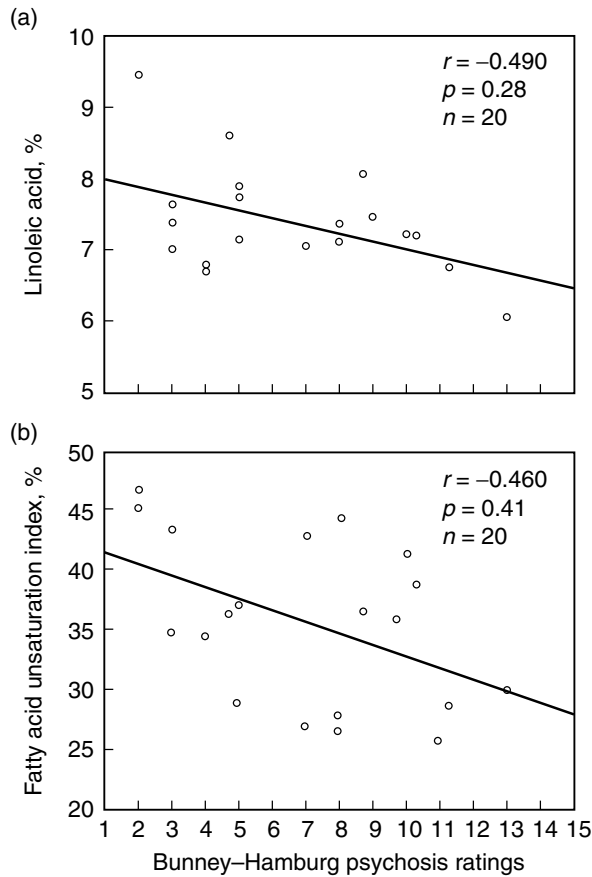 (a)
10
9
8
7
6
5
Linoleic acid, %
r = –0.490
p = 0.28
n = 20
(b)
50
45
40
35
30
25
20
Fatty acid unsaturation index, %
r = –0.460
p = 0.41
n = 20
1 2 3 4 5 6 7 8 9 10 11 12 13 14 15
Bunney–Hamburg psychosis ratings